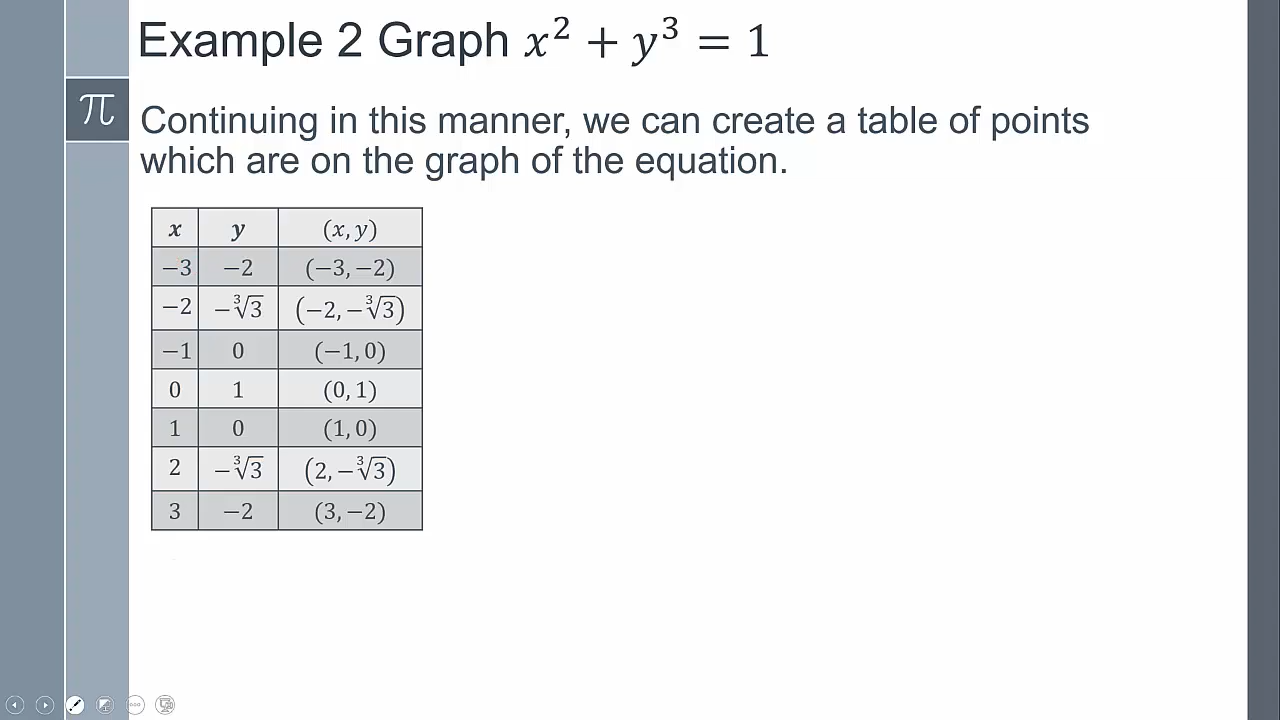 Example 2 Graph x² + y³ = 1
π
Continuing in this manner, we can create a table of points
which are on the graph of the equation.
x y (x, y)
−3 −2 (−3, −2)
−2 −∛3 (−2, −∛3)
−1 0 (−1, 0)
0 1 (0, 1)
1 0 (1, 0)
2 −∛3 (2, −∛3)
3 −2 (3, −2)